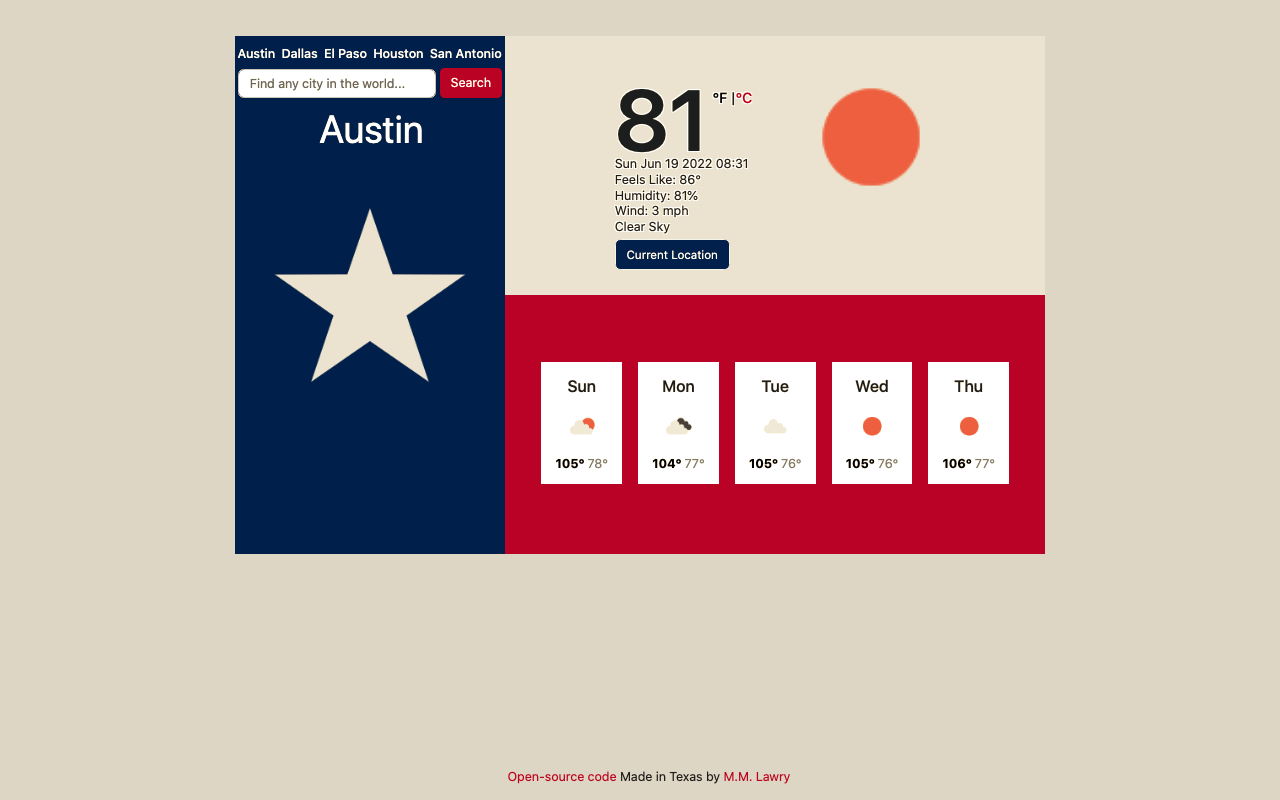 Austin Dallas El Paso Houston San Antonio
Find any city in the world...
Search
Austin
81 °F |°C
Sun Jun 19 2022 08:31
Feels Like: 86°
Humidity: 81%
Wind: 3 mph
Clear Sky
Current Location
Sun Mon Tue Wed Thu
105° 78° 104° 77° 105° 76° 105° 76° 106° 77°
Open-source code Made in Texas by M.M. Lawry